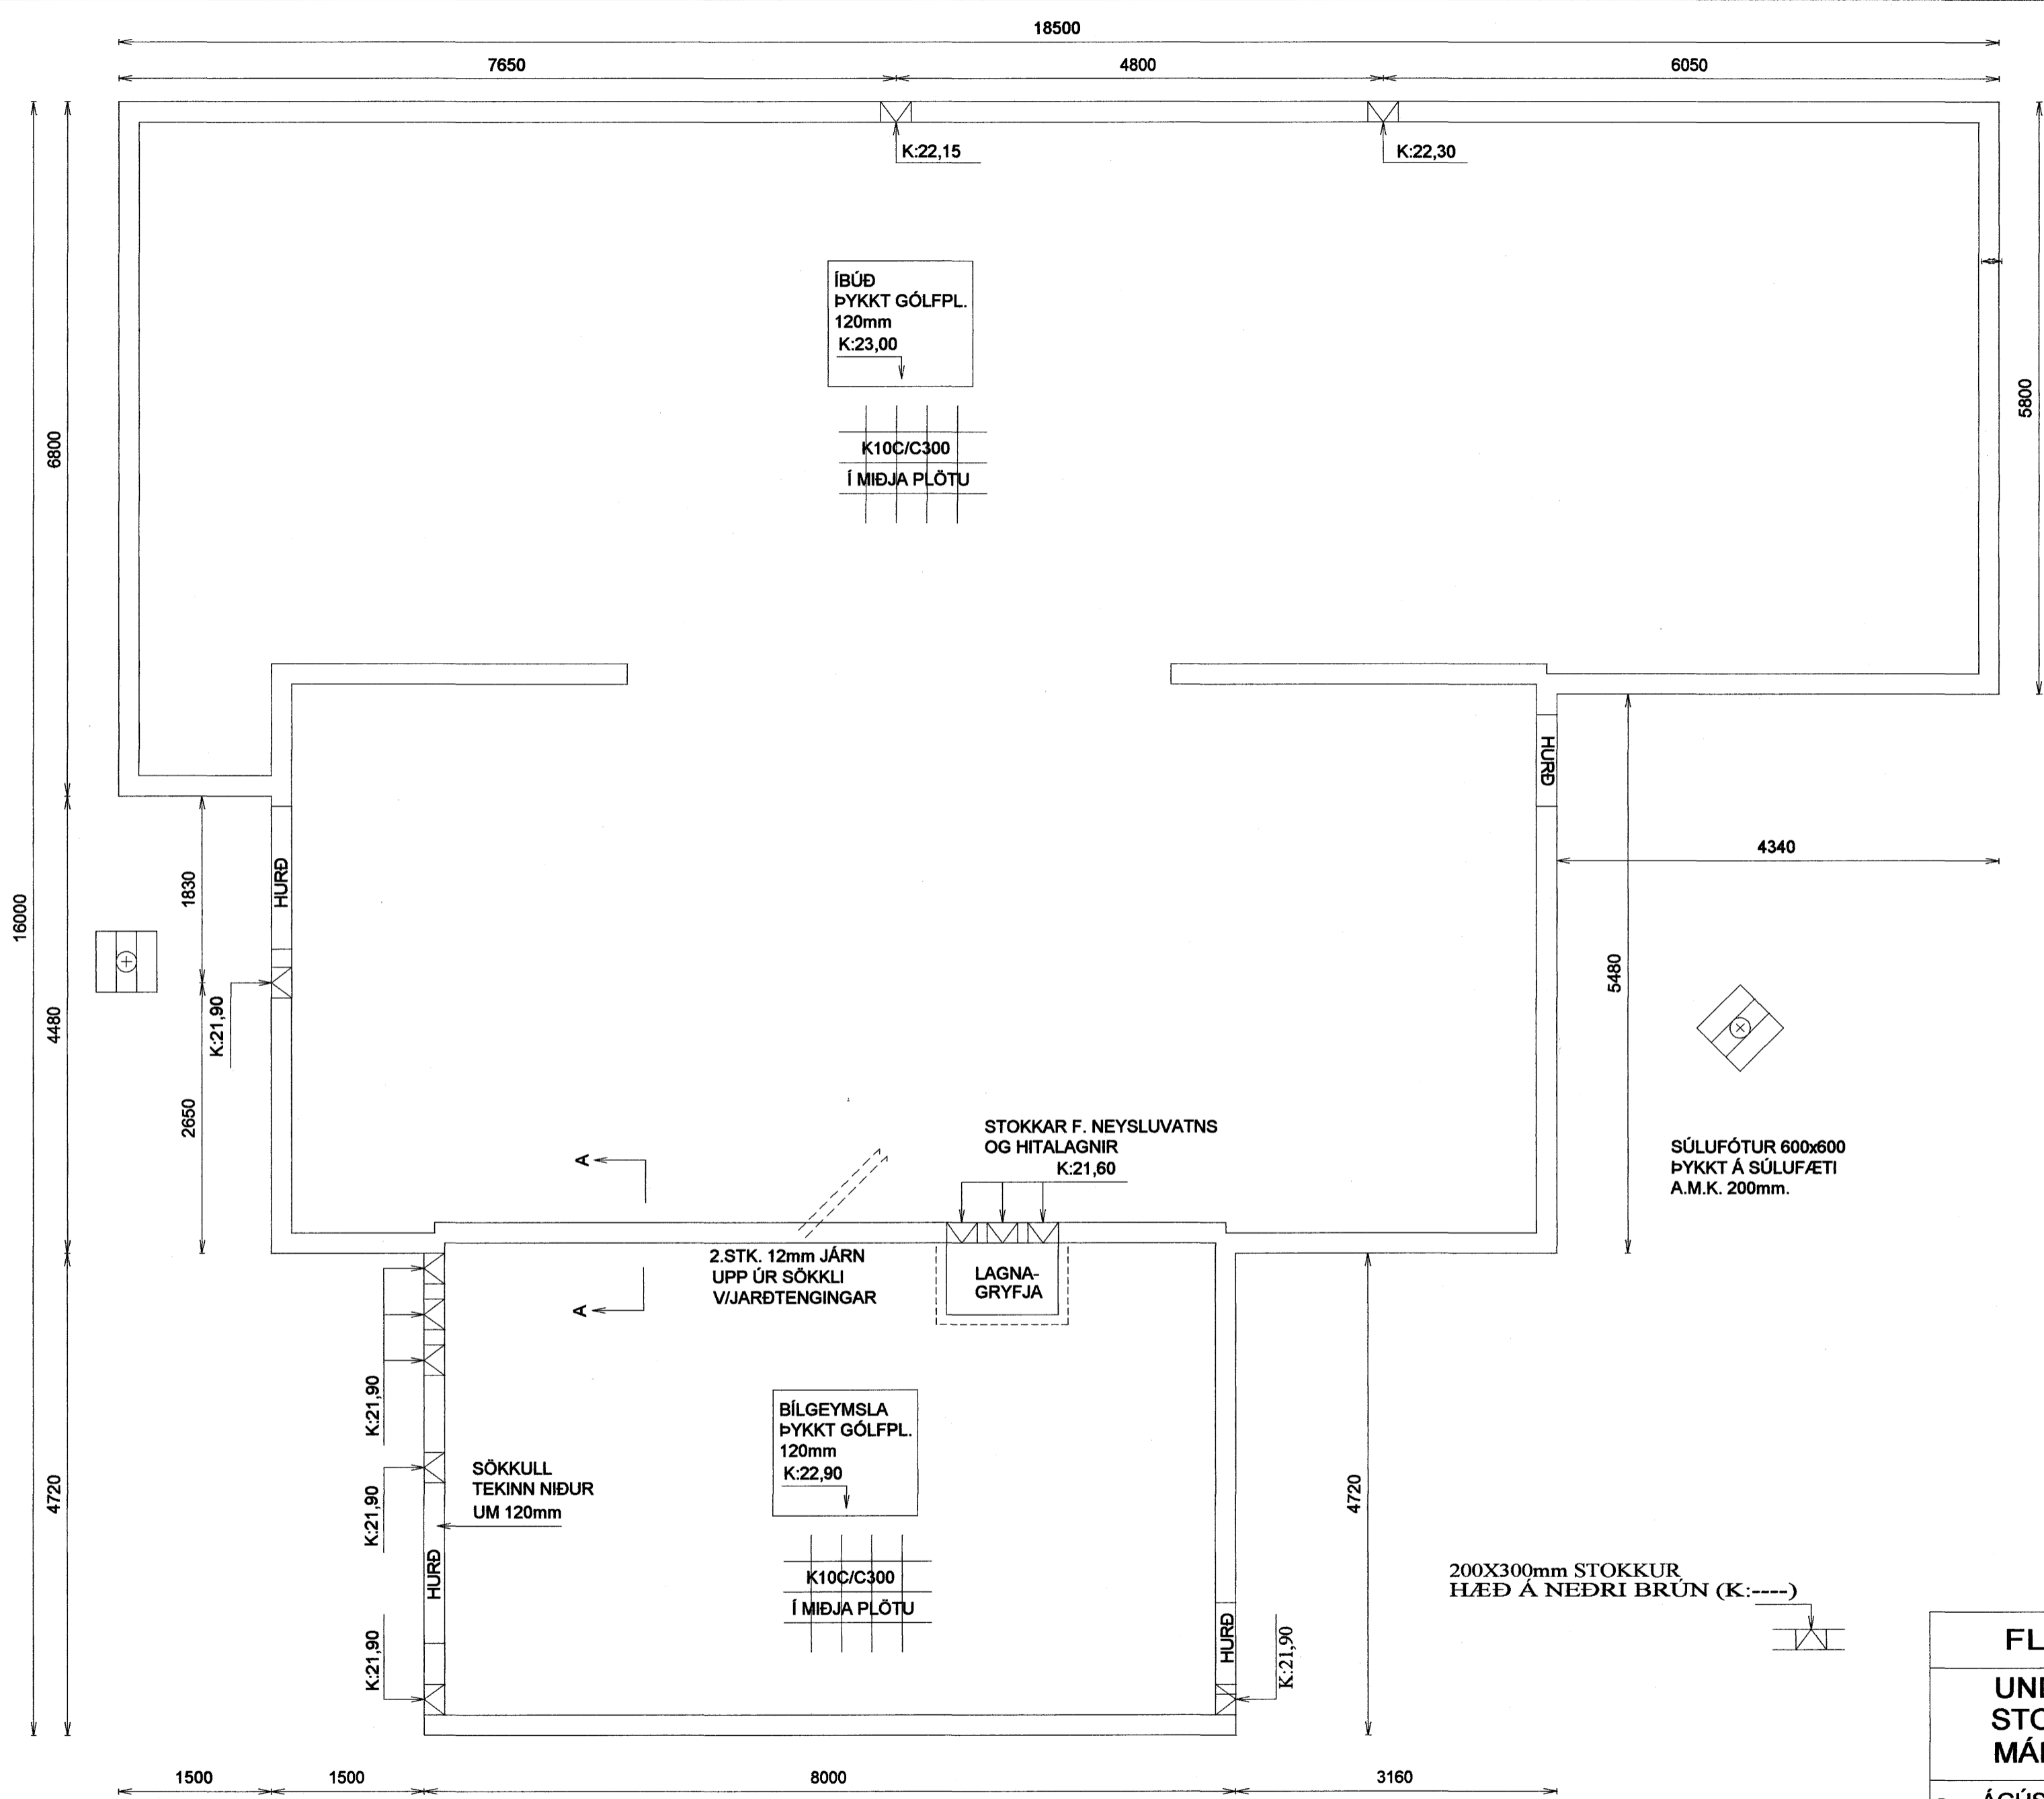 18500
7650
4800
6050
K:22,15
K:22,30
ÍBÚÐ
ÞYKKT GÓLFPL.
120mm
K:23,00
K10C/C300
Í MIÐJA PLÖTU
5800
6800
16000
HURÐ
HURÐ
4340
1830
4480
K:21,90
2650
5480
STOKKAR F. NEYSLUVATNS
OG HITALAGNIR
K:21,60
SÚLUFÓTUR 600x600
ÞYKKT Á SÚLUFÆTI
A.M.K. 200mm.
A
A
2.STK. 12mm JÁRN
UPP ÚR SÖKKLI
V/JARÐTENGINGAR
LAGNA-
GRYFJA
K:21,90
BÍLGEYMSLA
ÞYKKT GÓLFPL.
120mm
K:22,90
SÖKKULL
TEKINN NIÐUR
UM 120mm
K:21,90
4720
4720
HURÐ
K10C/C300
Í MIÐJA PLÖTU
200X300mm STOKKUR
HÆÐ Á NEÐRI BRÚN (K:----)
K:21,90
HURÐ
K:21,90
FL
STO
1500
1500
8000
3160